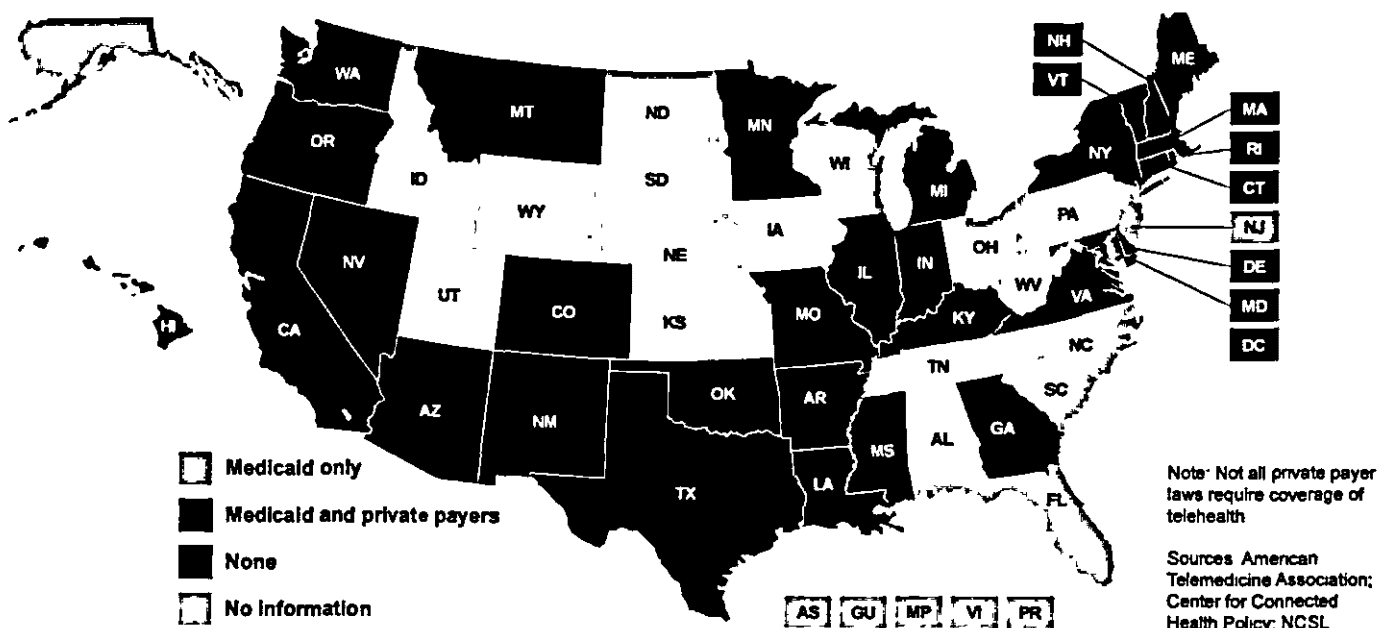 NH
ME
WA
VT
MT
ND
MN
MA
OR
NY
RI
WI
ID
SD
MI
CT
WY
PA
IA
NJ
NV
NE
OH
IL
IN
DE
UT
WV
VA
CO
MD
HI
CA
KS
MO
KY
DC
NC
TN
OK
AR
SC
AZ
NM
MS
AL
GA
Medicaid only
TX
LA
FL
Medicaid and private payers
None
No information
AS GU MP VI PR
Note: Not all private payer
laws require coverage of
telehealth
Sources American
Telemedicine Association;
Center for Connected
Health Policy; NCSL